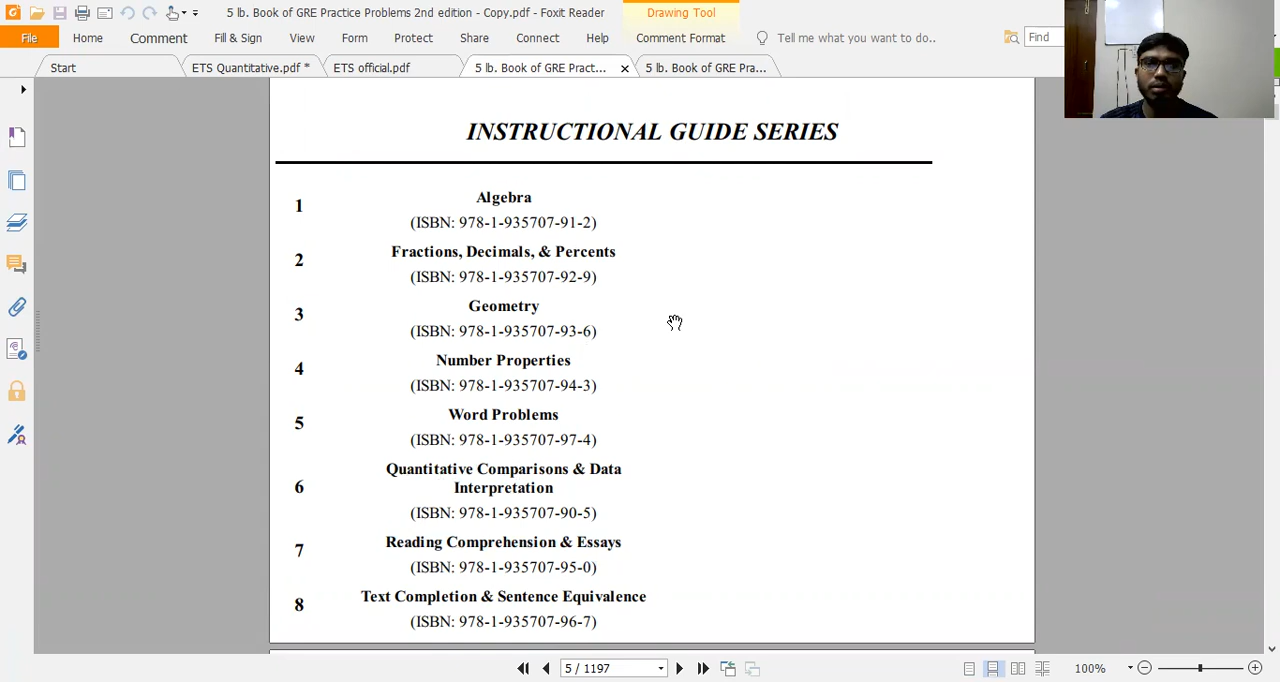 5 lb. Book of GRE Practice Problems 2nd edition - Copy.pdf - Foxit Reader
Drawing Tool
File Home Comment Fill & Sign View Form Protect Share Connect Help Comment Format Tell me what you want to do.. Find
Start ETS Quantitative.pdf * ETS official.pdf 5 lb. Book of GRE Pract... 5 lb. Book of GRE Pra...
INSTRUCTIONAL GUIDE SERIES
1 Algebra
(ISBN: 978-1-935707-91-2)
2 Fractions, Decimals, & Percents
(ISBN: 978-1-935707-92-9)
3 Geometry
(ISBN: 978-1-935707-93-6)
4 Number Properties
(ISBN: 978-1-935707-94-3)
5 Word Problems
(ISBN: 978-1-935707-97-4)
6 Quantitative Comparisons & Data
Interpretation
(ISBN: 978-1-935707-90-5)
7 Reading Comprehension & Essays
(ISBN: 978-1-935707-95-0)
8 Text Completion & Sentence Equivalence
(ISBN: 978-1-935707-96-7)
5 / 1197 100%